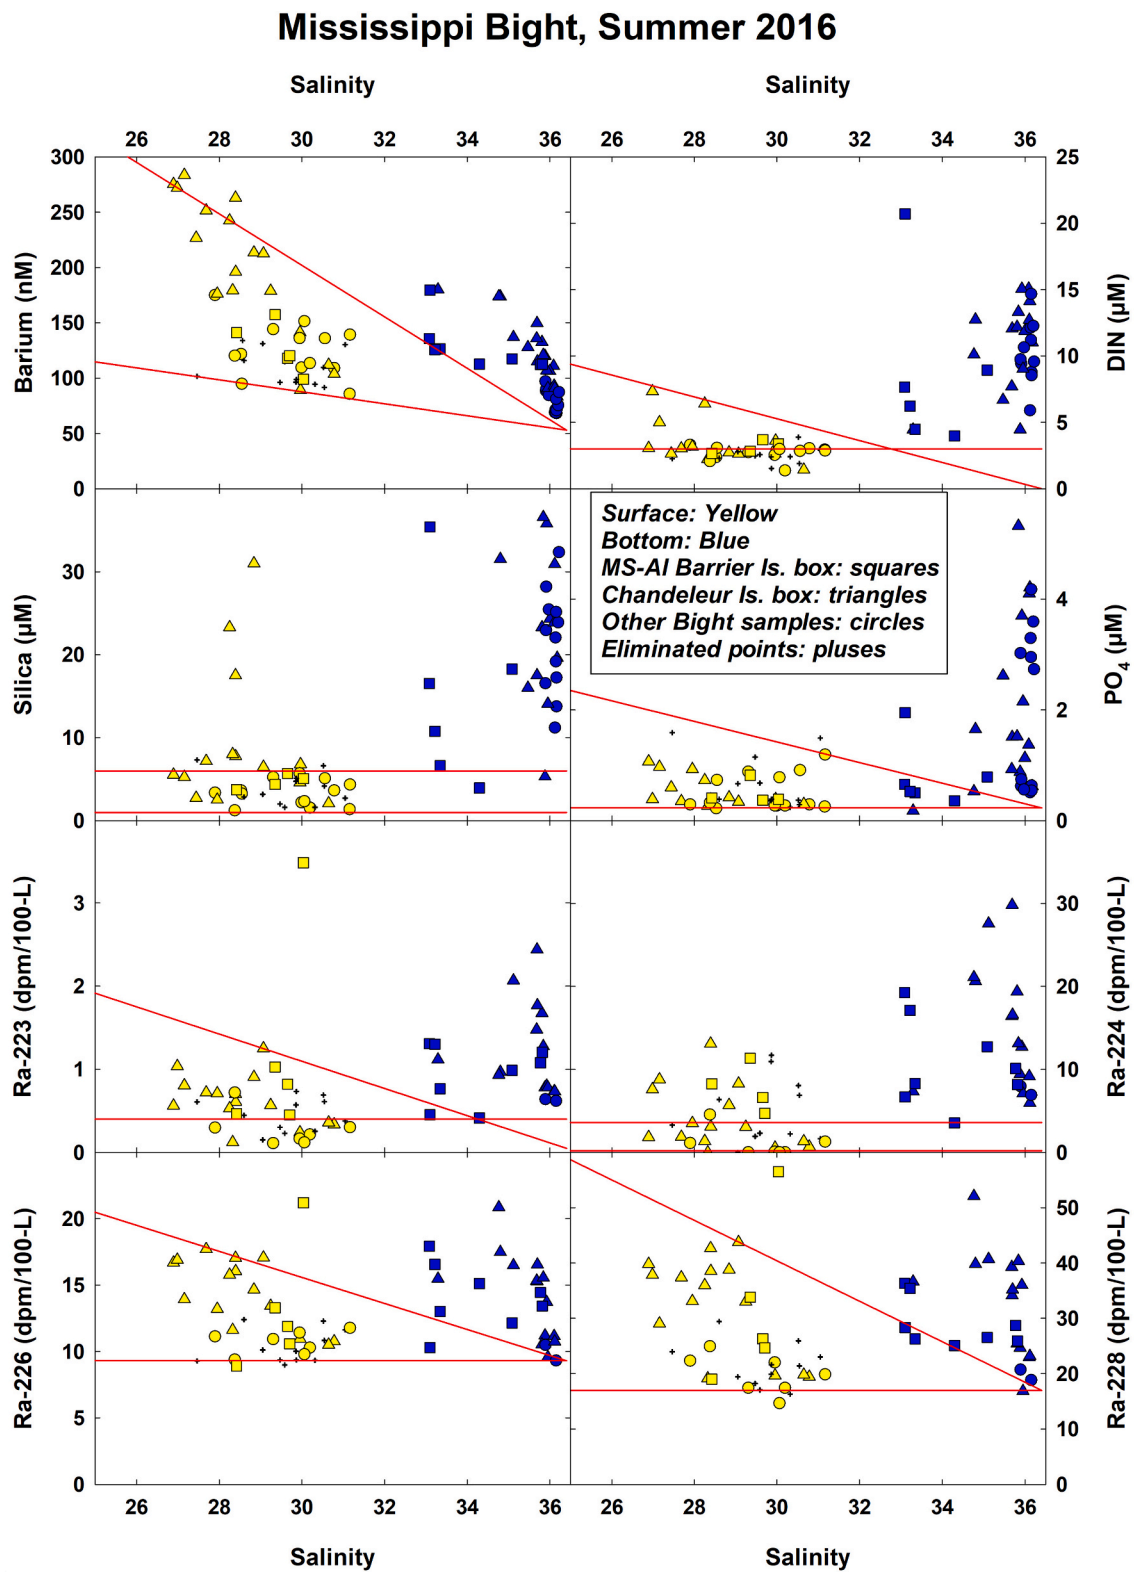 Mississippi Bight, Summer 2016
Salinity Salinity
26 28 30 32 34 36 26 28 30 32 34 36
300 25
250 20
200 15
150 10
100 5
50 0
0
Barium (nM) DIN (µM)
Surface: Yellow
Bottom: Blue
MS-Al Barrier Is. box: squares
Chandeleur Is. box: triangles
Other Bight samples: circles
Eliminated points: pluses
30 4
20 2
10 0
0
Silica (µM) PO4 (µM)
3 30
2 20
1 10
0 0
Ra-223 (dpm/100-L) Ra-224 (dpm/100-L)
20 50
15 40
10 30
5 20
0 10
0
Ra-226 (dpm/100-L) Ra-228 (dpm/100-L)
26 28 30 32 34 36 26 28 30 32 34 36
Salinity Salinity